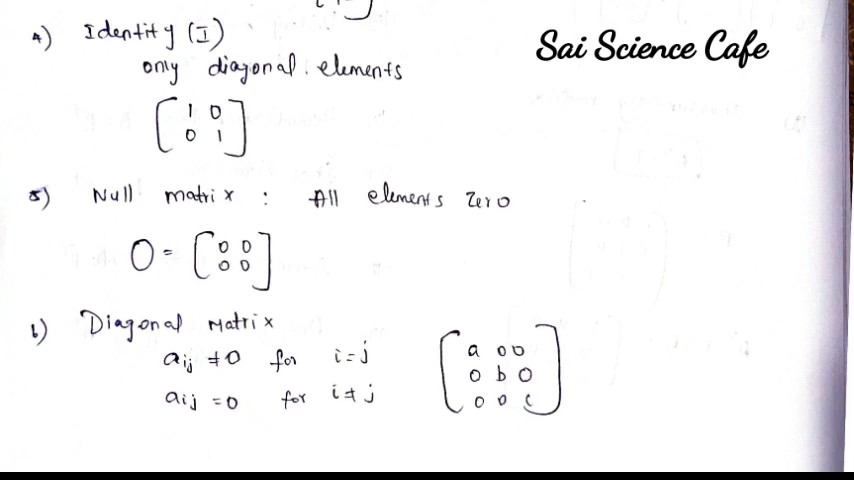 4) Identity (I)
Sai Science Cafe
only diagonal elements
[1 0
0 1]
5) Null matrix : All elements zero
O = [0 0
0 0]
6) Diagonal Matrix
aij ≠ 0 for i = j
aij = 0 for i ≠ j
[a 0 0
0 b 0
0 0 c]